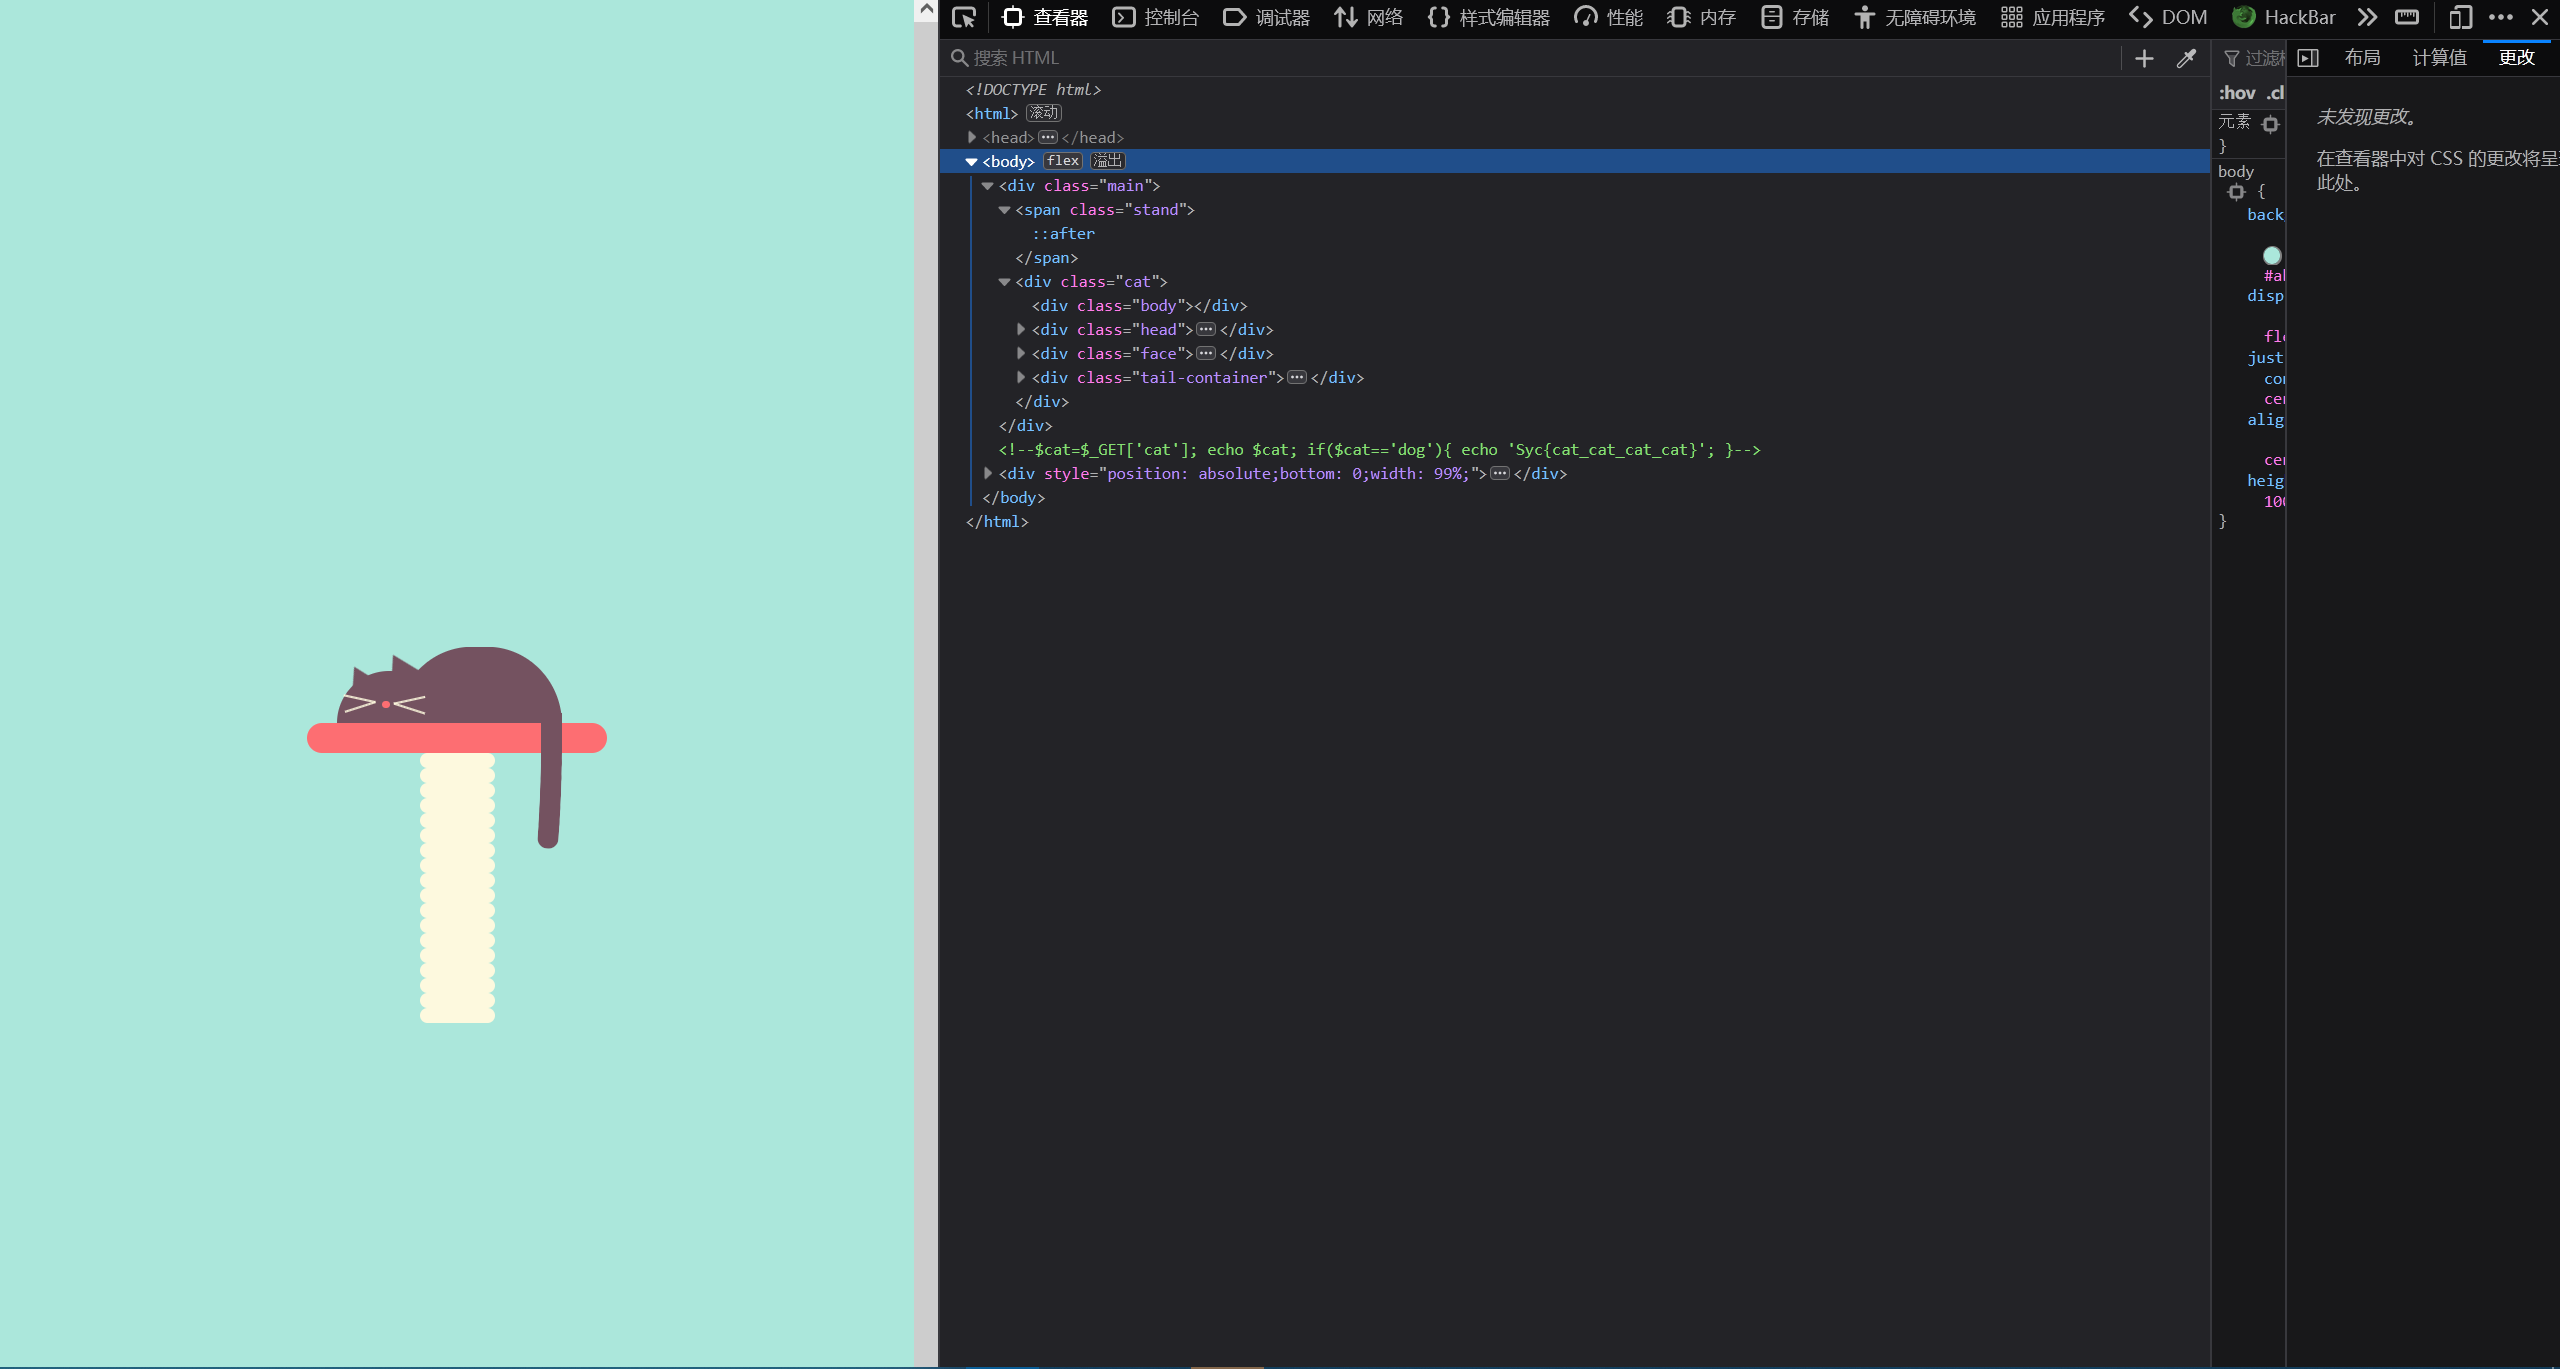 查看器 控制台 调试器 网络 样式编辑器 性能 内存 存储 无障碍环境 应用程序 DOM HackBar
搜索 HTML
<!DOCTYPE html>
<html> 滚动
<head> ••• </head>
<body> flex 溢出
<div class="main">
<span class="stand">
::after
</span>
<div class="cat">
<div class="body"></div>
<div class="head"> ••• </div>
<div class="face"> ••• </div>
<div class="tail-container"> ••• </div>
</div>
</div>
<!--$cat=$_GET['cat']; echo $cat; if($cat=='dog'){ echo 'Syc{cat_cat_cat_cat}'; }-->
<div style="position: absolute;bottom: 0;width: 99%;"> ••• </div>
</body>
</html>
过滤
:hov .cl
元素
}
body
{
back
disp
just
alig
heig
100
}
布局 计算值 更改
未发现更改。
在查看器中对 CSS 的更改将呈
此处。